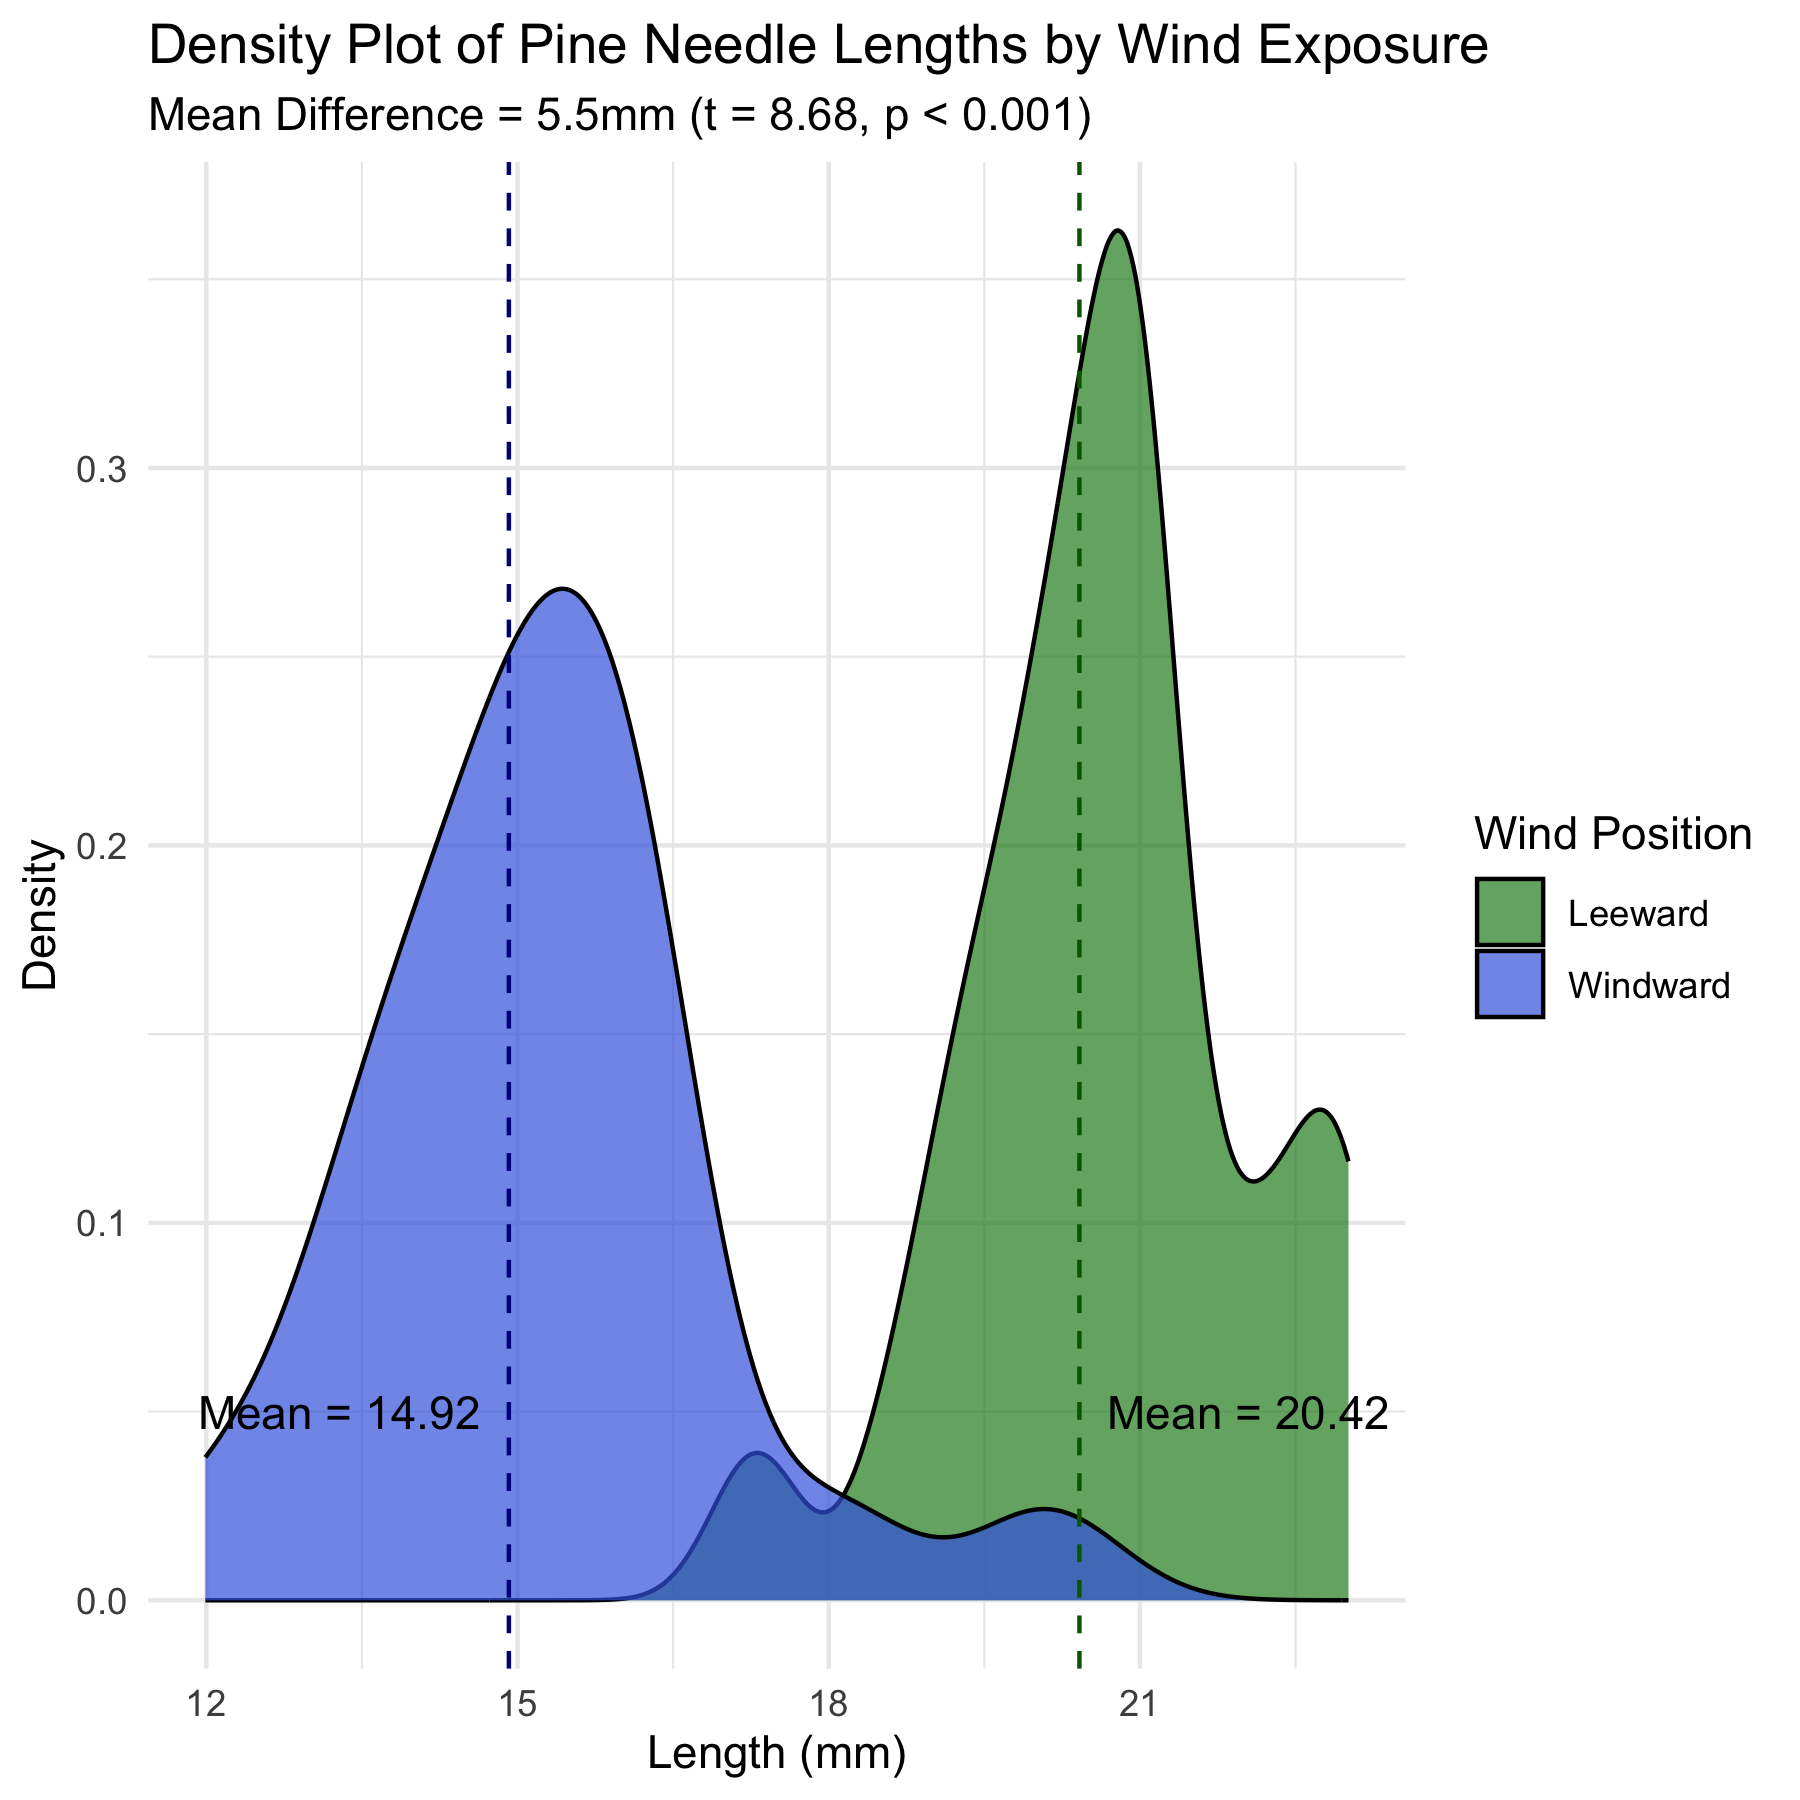 Density Plot of Pine Needle Lengths by Wind Exposure
Mean Difference = 5.5mm (t = 8.68, p < 0.001)
0.3
0.2
0.1
0.0
Density
Mean = 14.92
Mean = 20.42
12 15 18 21
Length (mm)
Wind Position
Leeward
Windward